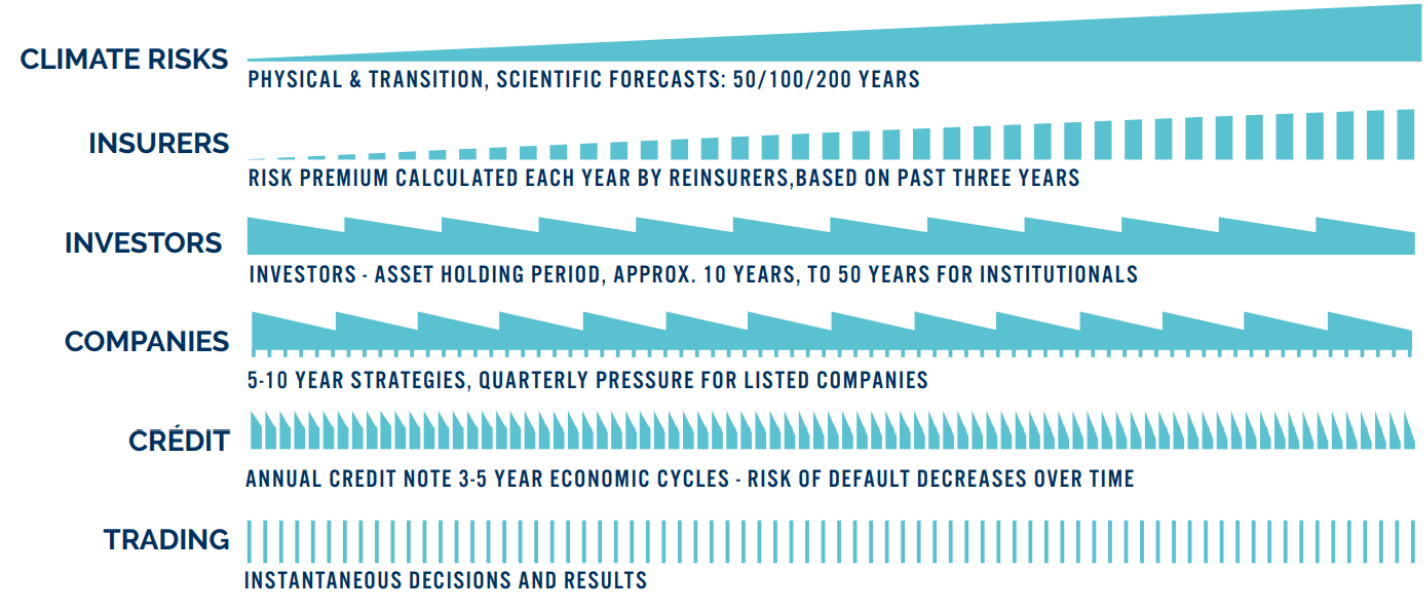 CLIMATE RISKS
PHYSICAL & TRANSITION, SCIENTIFIC FORECASTS: 50/100/200 YEARS
INSURERS
RISK PREMIUM CALCULATED EACH YEAR BY REINSURERS,BASED ON PAST THREE YEARS
INVESTORS
INVESTORS - ASSET HOLDING PERIOD, APPROX. 10 YEARS, TO 50 YEARS FOR INSTITUTIONALS
COMPANIES
5-10 YEAR STRATEGIES, QUARTERLY PRESSURE FOR LISTED COMPANIES
CRÉDIT
ANNUAL CREDIT NOTE 3-5 YEAR ECONOMIC CYCLES - RISK OF DEFAULT DECREASES OVER TIME
TRADING
INSTANTANEOUS DECISIONS AND RESULTS